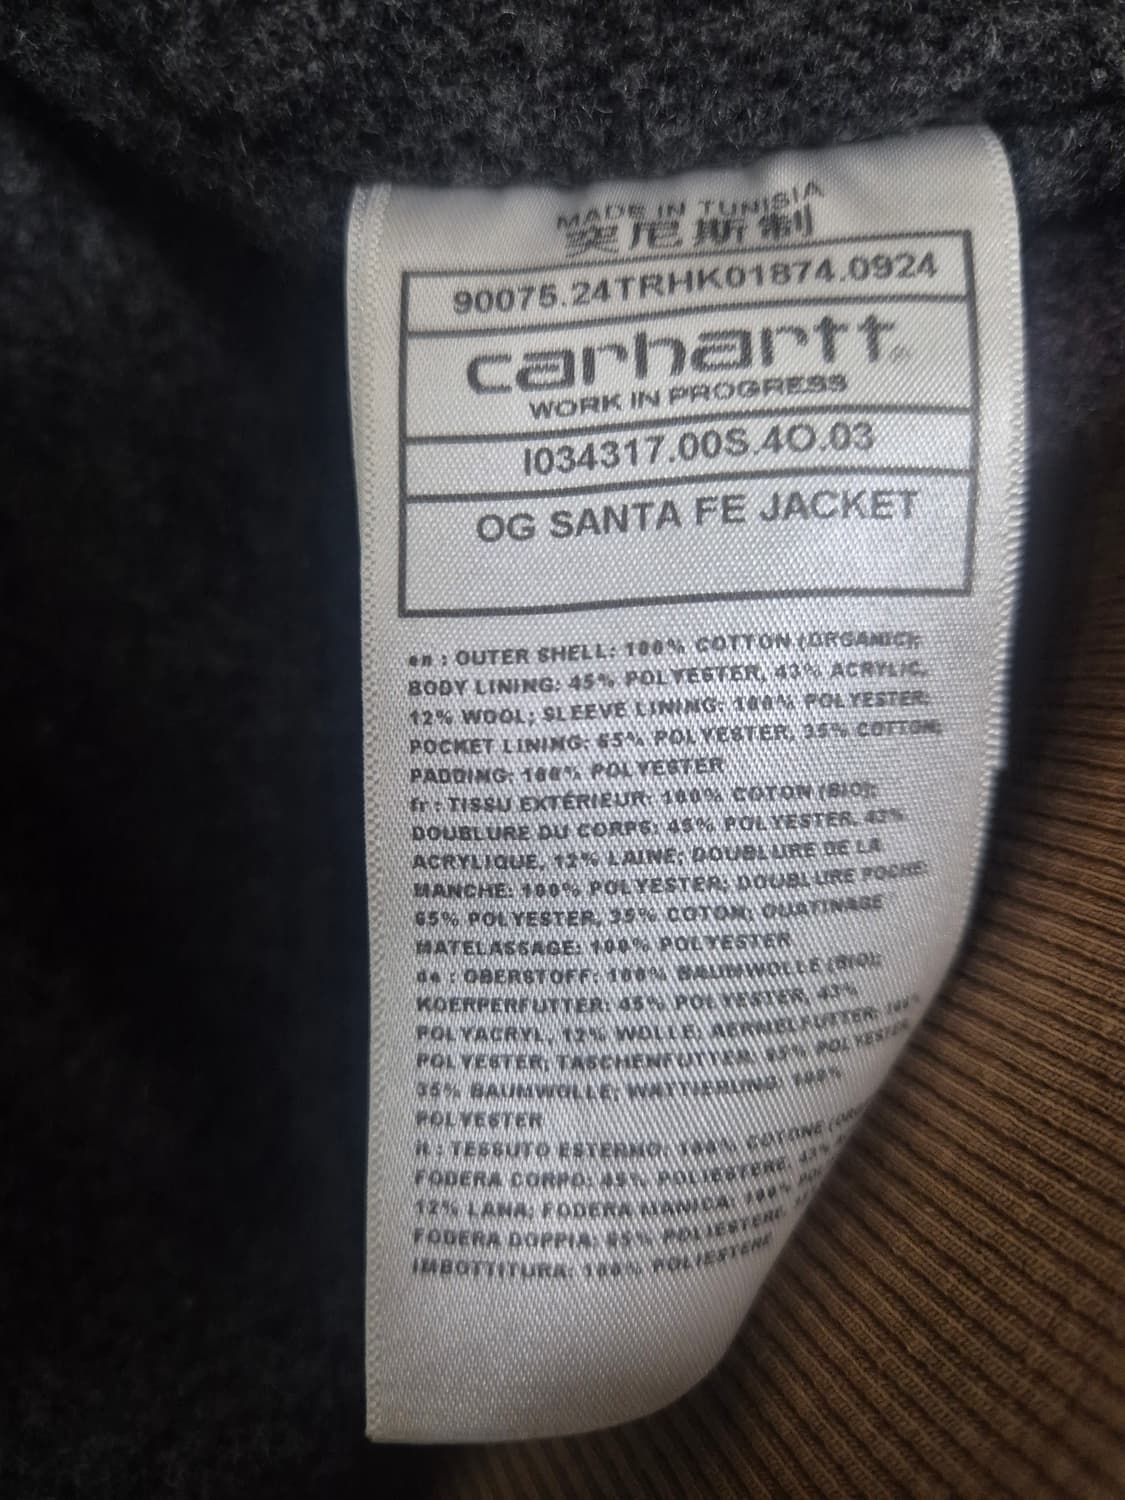 MADE IN TUNISIA
突尼斯 制
90075.24TRHK01874.0924
carhartt®
WORK IN PROGRESS
I034317.00S.4O.03
OG SANTA FE JACKET
en : OUTER SHELL: 100% COTTON (ORGANIC);
BODY LINING: 45% POLYESTER, 43% ACRYLIC,
12% WOOL; SLEEVE LINING: 100% POLYESTER;
POCKET LINING: 65% POLYESTER, 35% COTTON;
PADDING: 100% POLYESTER
fr : TISSU EXTÉRIEUR: 100% COTON (BIO);
DOUBLURE DU CORPS: 45% POLYESTER, 43%
ACRYLIQUE, 12% LAINE; DOUBLURE DE LA
MANCHE: 100% POLYESTER; DOUBLURE POCHE:
65% POLYESTER, 35% COTON; OUATINAGE
MATELASSAGE: 100% POLYESTER
de : OBERSTOFF: 100% BAUMWOLLE (BIO);
KOERPERFUTTER: 45% POLYESTER, 43%
POLYACRYL, 12% WOLLE; AERMELFUTTER: 100%
POLYESTER; TASCHENFUTTER: 65% POLYESTER,
35% BAUMWOLLE; WATTIERUNG: 100%
POLYESTER
it : TESSUTO ESTERNO: 100% COTONE
FODERA CORPO: 45% POLIESTERE, 43%
12% LANA; FODERA MANICA: 100%
FODERA DOPPIA: 65% POLIESTERE,
IMBOTTITURA: 100% POLIESTERE